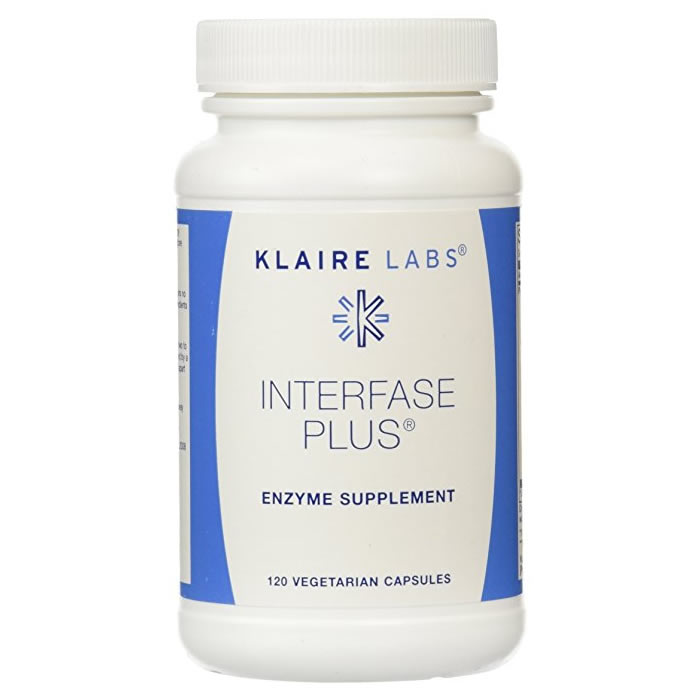 KLAIRE LABS®
INTERFASE
PLUS®
ENZYME SUPPLEMENT
120 VEGETARIAN CAPSULES